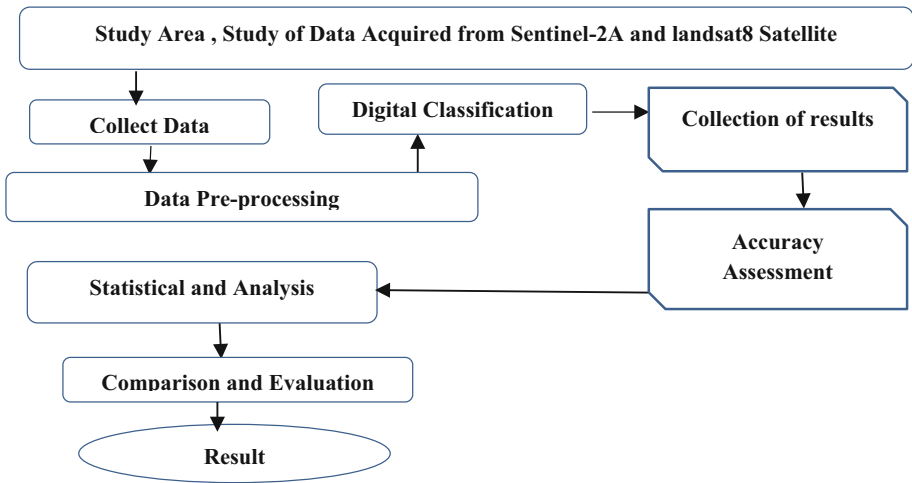 Study Area , Study of Data Acquired from Sentinel-2A and landsat8 Satellite
Collect Data
Digital Classification
Collection of results
Data Pre-processing
Accuracy
Assessment
Statistical and Analysis
Comparison and Evaluation
Result